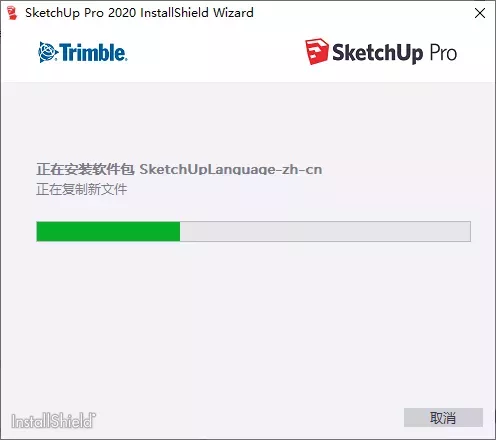 SketchUp Pro 2020 InstallShield Wizard
Trimble.
SketchUp Pro
正在安装软件包 SketchUpLanguage-zh-cn
正在复制新文件
InstallShield
取消